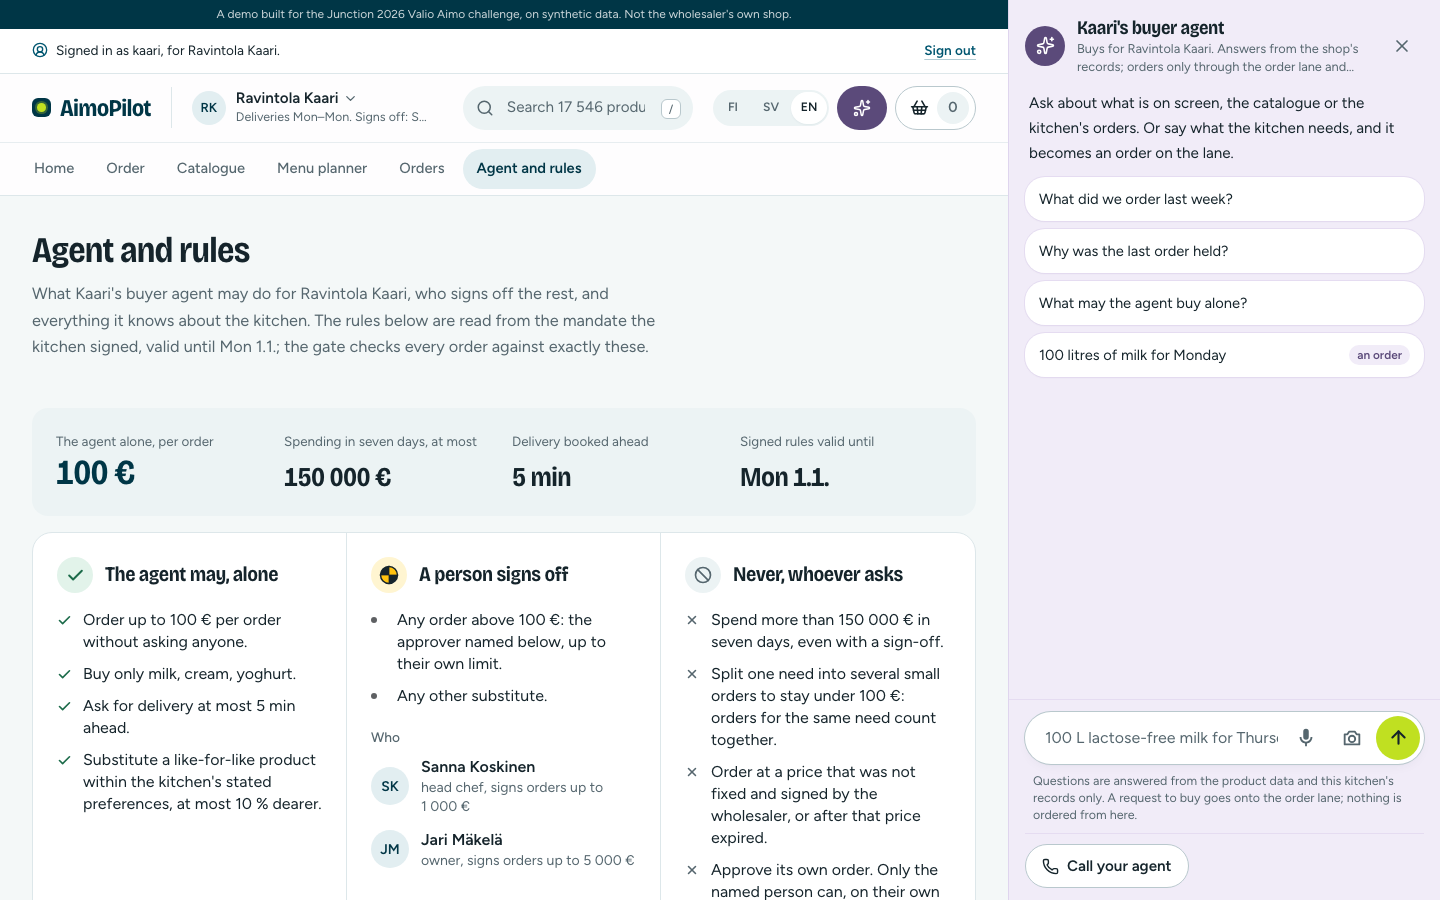 A demo built for the Junction 2026 Valio Aimo challenge, on synthetic data. Not the wholesaler's own shop.
Signed in as kaari, for Ravintola Kaari.
Sign out
AimoPilot
RK
Ravintola Kaari
Deliveries Mon–Mon. Signs off: S...
Search 17 546 produ
/
FI
SV
EN
0
Home
Order
Catalogue
Menu planner
Orders
Agent and rules
Agent and rules
What Kaari's buyer agent may do for Ravintola Kaari, who signs off the rest, and
everything it knows about the kitchen. The rules below are read from the mandate the
kitchen signed, valid until Mon 1.1.; the gate checks every order against exactly these.
The agent alone, per order
100 €
Spending in seven days, at most
150 000 €
Delivery booked ahead
5 min
Signed rules valid until
Mon 1.1.
The agent may, alone
Order up to 100 € per order
without asking anyone.
Buy only milk, cream, yoghurt.
Ask for delivery at most 5 min
ahead.
Substitute a like-for-like product
within the kitchen's stated
preferences, at most 10 % dearer.
A person signs off
Any order above 100 €: the
approver named below, up to
their own limit.
Any other substitute.
Who
SK
Sanna Koskinen
head chef, signs orders up to
1 000 €
JM
Jari Mäkelä
owner, signs orders up to 5 000 €
Never, whoever asks
Spend more than 150 000 € in
seven days, even with a sign-off.
Split one need into several small
orders to stay under 100 €:
orders for the same need count
together.
Order at a price that was not
fixed and signed by the
wholesaler, or after that price
expired.
Approve its own order. Only the
named person can, on their own
Kaari's buyer agent
Buys for Ravintola Kaari. Answers from the shop's
records; orders only through the order lane and...
Ask about what is on screen, the catalogue or the
kitchen's orders. Or say what the kitchen needs, and it
becomes an order on the lane.
What did we order last week?
Why was the last order held?
What may the agent buy alone?
100 litres of milk for Monday
an order
100 L lactose-free milk for Thurs
Questions are answered from the product data and this kitchen's
records only. A request to buy goes onto the order lane; nothing is
ordered from here.
Call your agent